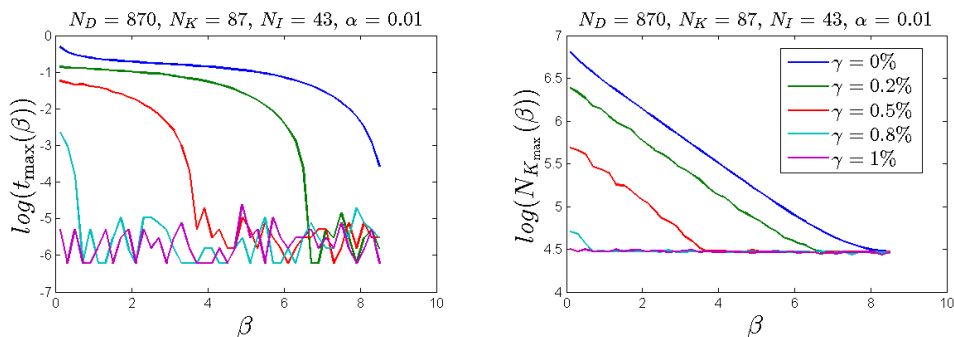 N_D = 870, N_K = 87, N_I = 43, α = 0.01
log(t_max(β))
0
-1
-2
-3
-4
-5
-6
-7
0 2 4 6 8 10
β
N_D = 870, N_K = 87, N_I = 43, α = 0.01
log(N_{K_max}(β))
7
6.5
6
5.5
5
4.5
4
γ = 0%
γ = 0.2%
γ = 0.5%
γ = 0.8%
γ = 1%
0 2 4 6 8 10
β